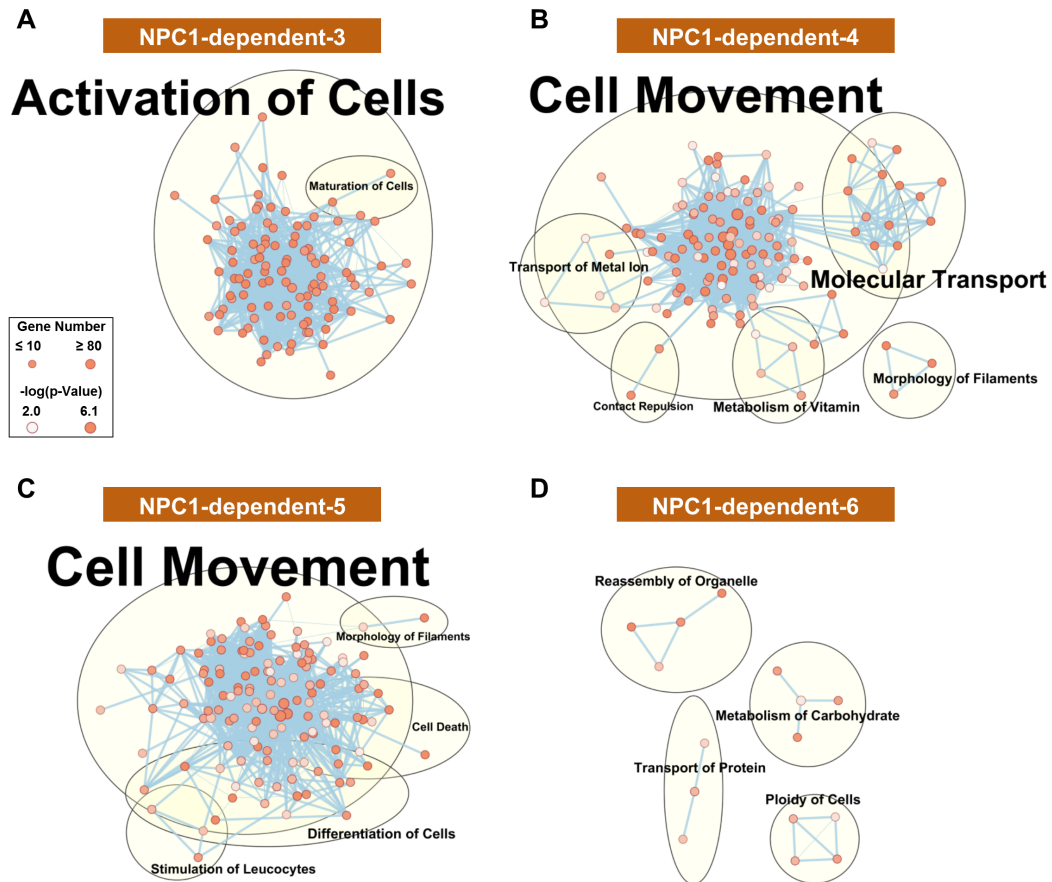 A
NPC1-dependent-3
Activation of Cells
Maturation of Cells
Gene Number
≤ 10 ≥ 80
-log(p-Value)
2.0 6.1
B
NPC1-dependent-4
Cell Movement
Transport of Metal Ion
Molecular Transport
Contact Repulsion
Metabolism of Vitamin
Morphology of Filaments
C
NPC1-dependent-5
Cell Movement
Morphology of Filaments
Cell Death
Differentiation of Cells
Stimulation of Leucocytes
D
NPC1-dependent-6
Reassembly of Organelle
Metabolism of Carbohydrate
Transport of Protein
Ploidy of Cells